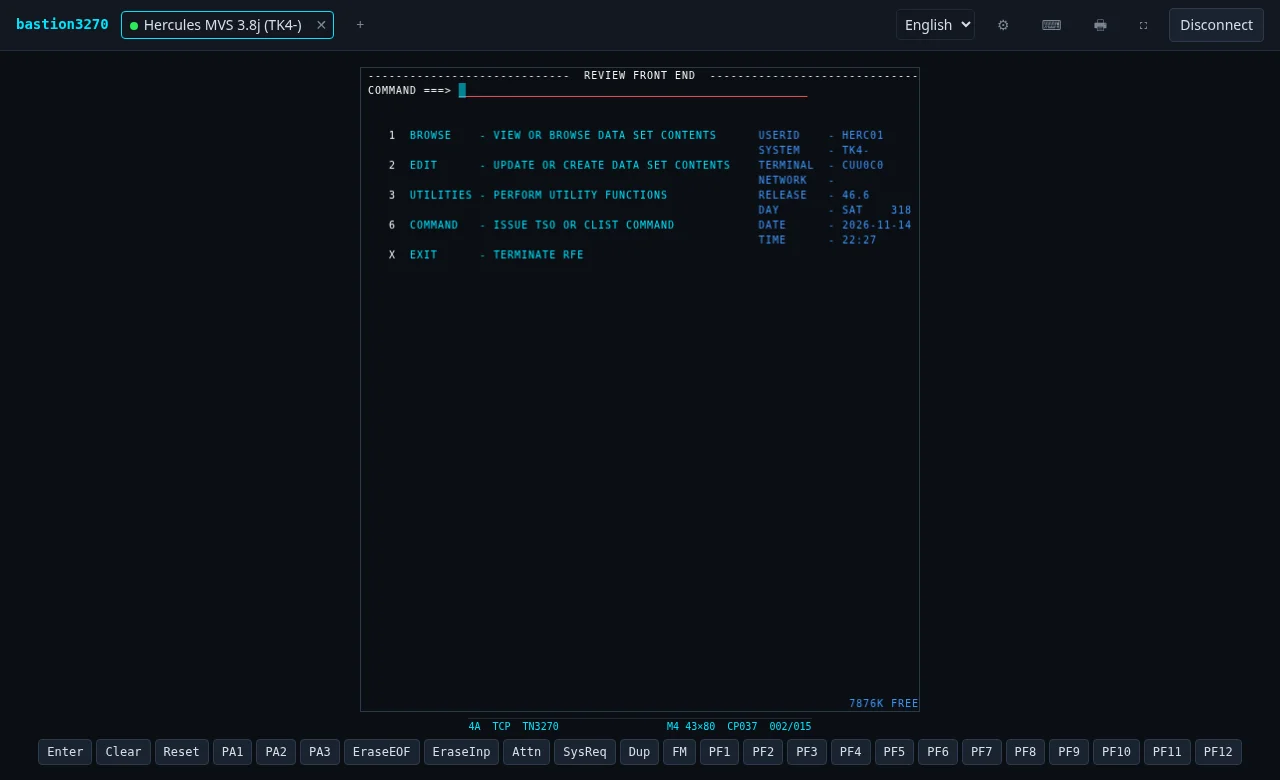 bastion3270 Hercules MVS 3.8j (TK4-) ✕ + English Disconnect
----------------------------- REVIEW FRONT END ------------------------------
COMMAND ===>
1 BROWSE - VIEW OR BROWSE DATA SET CONTENTS USERID - HERC01
SYSTEM - TK4-
2 EDIT - UPDATE OR CREATE DATA SET CONTENTS TERMINAL - CUU0C0
NETWORK -
3 UTILITIES - PERFORM UTILITY FUNCTIONS RELEASE - 46.6
DAY - SAT 318
6 COMMAND - ISSUE TSO OR CLIST COMMAND DATE - 2026-11-14
TIME - 22:27
X EXIT - TERMINATE RFE
7876K FREE
4A TCP TN3270 M4 43×80 CP037 002/015
Enter Clear Reset PA1 PA2 PA3 EraseEOF EraseInp Attn SysReq Dup FM PF1 PF2 PF3 PF4 PF5 PF6 PF7 PF8 PF9 PF10 PF11 PF12